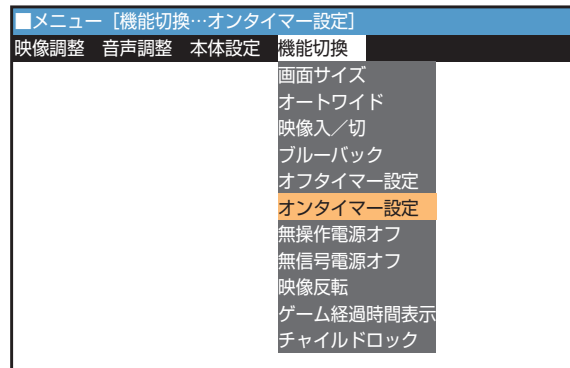 ■メニュー［機能切換…オンタイマー設定］
映像調整 音声調整 本体設定 機能切換
画面サイズ
オートワイド
映像入／切
ブルーバック
オフタイマー設定
オンタイマー設定
無操作電源オフ
無信号電源オフ
映像反転
ゲーム経過時間表示
チャイルドロック